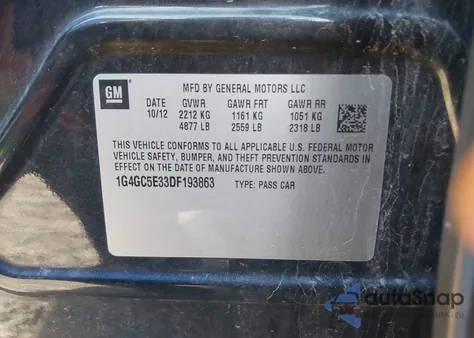 GM
MFD BY GENERAL MOTORS LLC
DATE GVWR GAWR FRT GAWR RR
10/12 2212 KG 1161 KG 1051 KG
4877 LB 2559 LB 2318 LB
THIS VEHICLE CONFORMS TO ALL APPLICABLE U.S. FEDERAL MOTOR
VEHICLE SAFETY, BUMPER, AND THEFT PREVENTION STANDARDS IN
EFFECT ON THE DATE OF MANUFACTURE SHOWN ABOVE.
1G4GC5E33DF193863 TYPE: PASS CAR
autoSnap